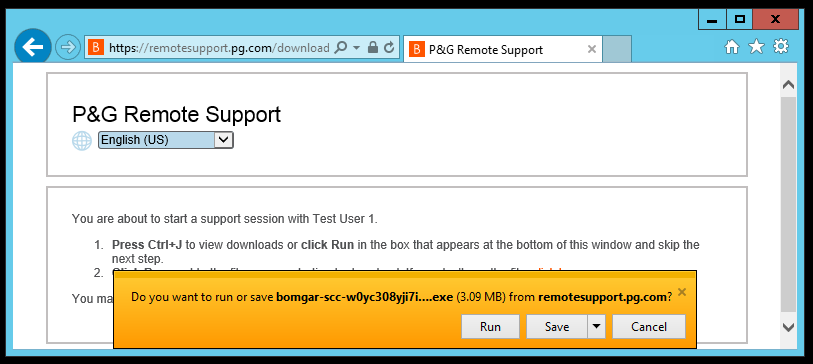 B https://remotesupport.pg.com/download
B P&G Remote Support
P&G Remote Support
English (US)
You are about to start a support session with Test User 1.
1. Press Ctrl+J to view downloads or click Run in the box that appears at the bottom of this window and skip the
next step.
2.
You ma
Do you want to run or save bomgar-scc-w0yc308yji7i....exe (3.09 MB) from remotesupport.pg.com?
Run
Save
Cancel